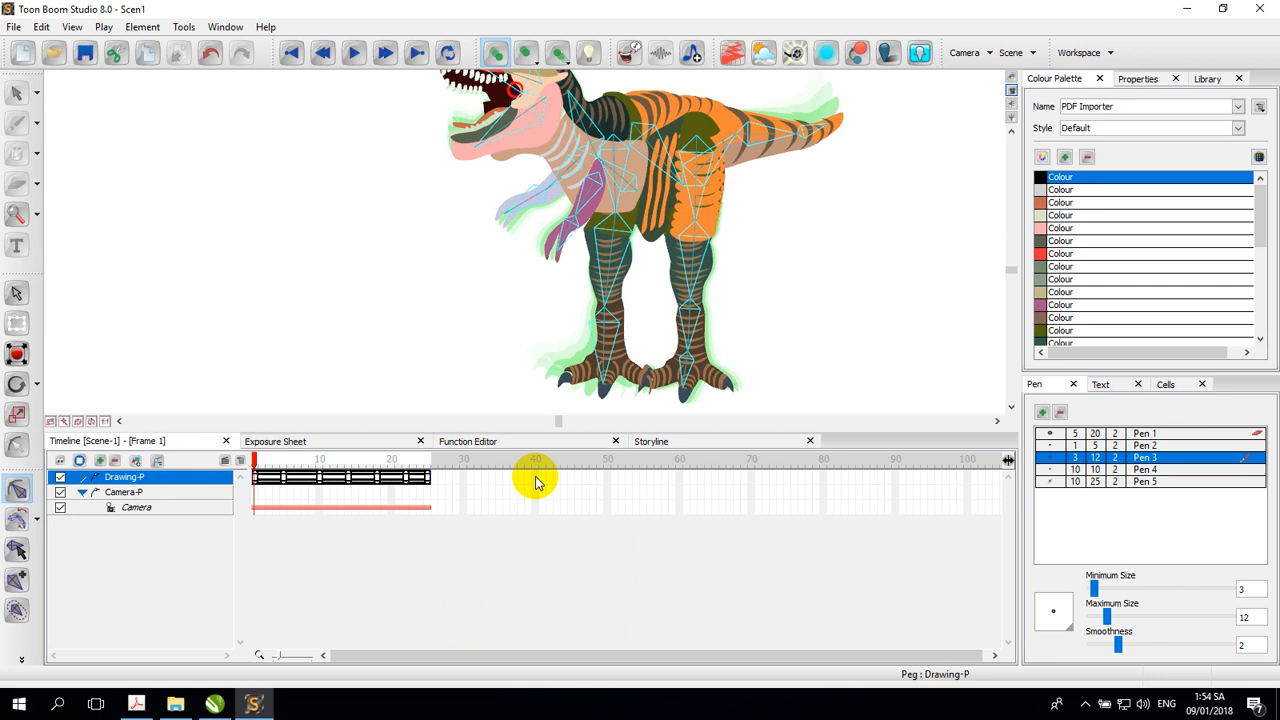 Toon Boom Studio 8.0 - Scen1
File Edit View Play Element Tools Window Help
Camera Scene Workspace
Colour Palette Properties Library
Name PDF Importer
Style Default
Colour
Colour
Colour
Colour
Colour
Colour
Colour
Colour
Colour
Colour
Colour
Colour
Colour
Colour
Pen Text Cells
5 20 2 Pen 1
1 5 2 Pen 2
3 12 2 Pen 3
10 10 2 Pen 4
10 25 2 Pen 5
Minimum Size
3
Maximum Size
12
Smoothness
2
Timeline [Scene-1] - [Frame 1] Exposure Sheet Function Editor Storyline
10 20 30 40 50 60 70 80 90 100
Drawing-P
Camera-P
Camera
Peg : Drawing-P
ENG
1:54 SA
09/01/2018